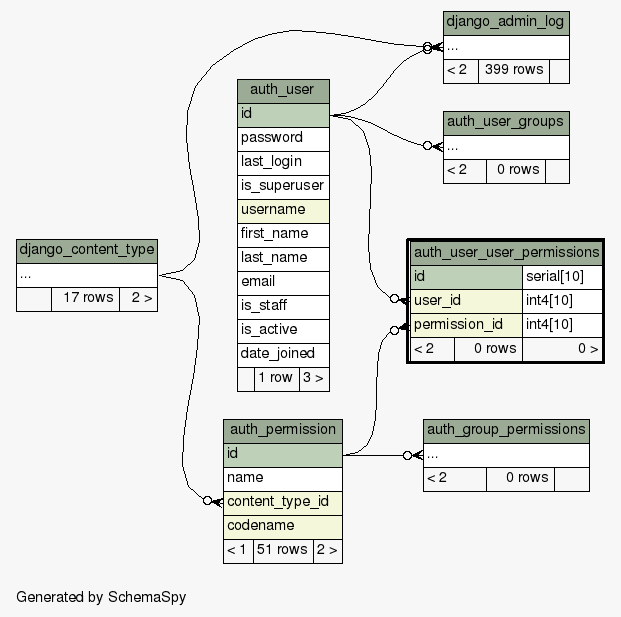 django_admin_log
...
< 2 399 rows
auth_user
id
password
last_login
is_superuser
username
first_name
last_name
email
is_staff
is_active
date_joined
1 row 3 >
auth_user_groups
...
< 2 0 rows
django_content_type
...
17 rows 2 >
auth_user_user_permissions
id serial[10]
user_id int4[10]
permission_id int4[10]
< 2 0 rows 0 >
auth_permission
id
name
content_type_id
codename
< 1 51 rows 2 >
auth_group_permissions
...
< 2 0 rows
Generated by SchemaSpy